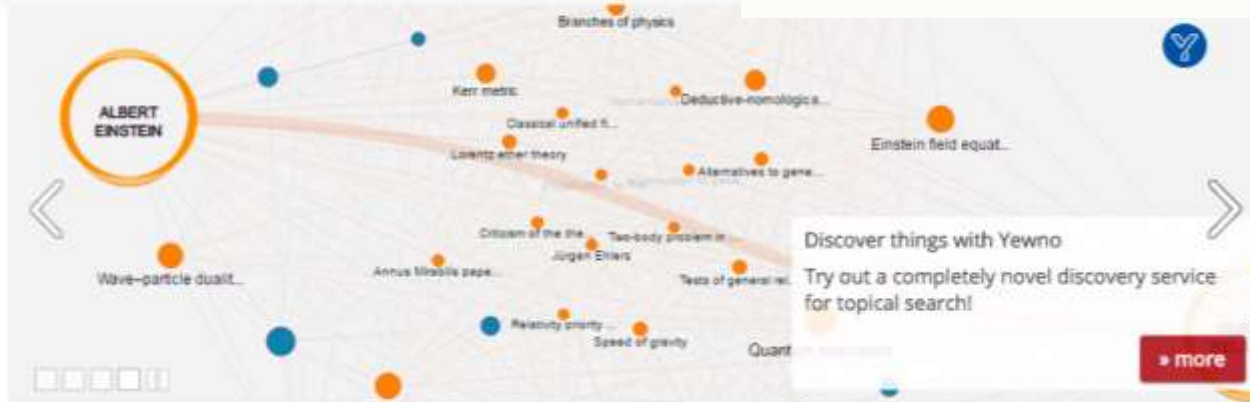 Branches of physics
ALBERT
EINSTEIN
Kerr metric
Deductive-nomologica...
Classical unified fi...
Einstein field equat...
Lorentz ether theory
Alternatives to gene...
Criticism of the the...
Two-body problem in ...
Jürgen Ehlers
Annus Mirabilis pape...
Wave–particle dualit...
Tests of general rel...
Relativity priority ...
Speed of gravity
Quant
Discover things with Yewno
Try out a completely novel discovery service
for topical search!
» more